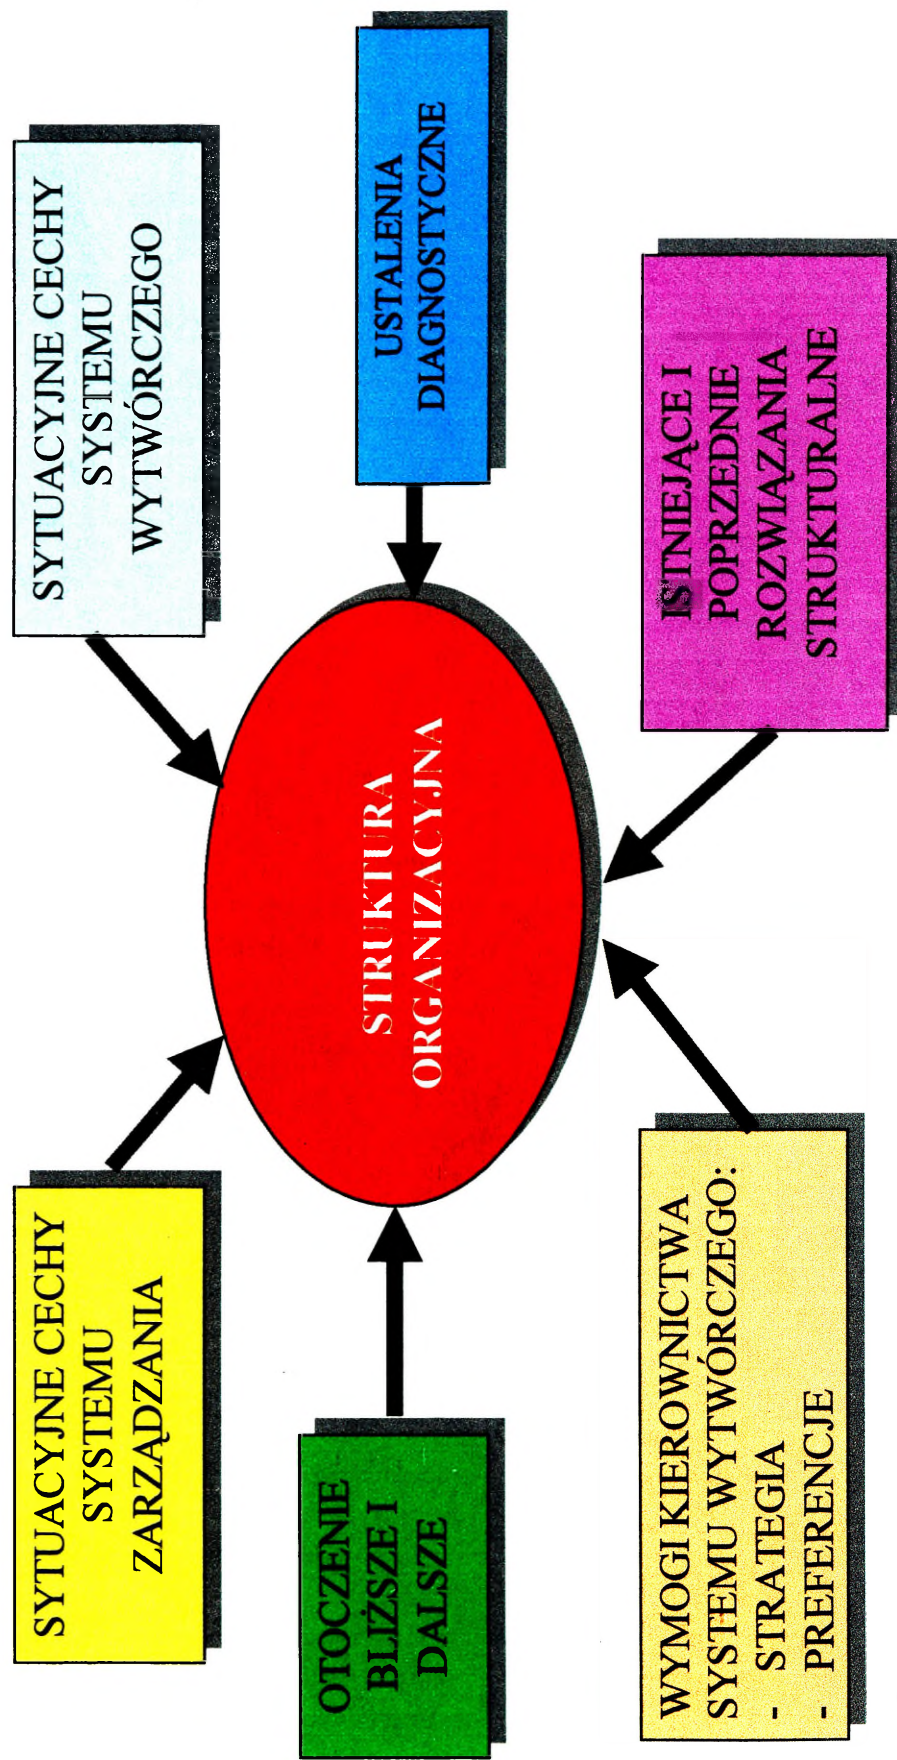 SYTUACYJNE CECHY
SYSTEMU
ZARZĄDZANIA
SYTUACYJNE CECHY
SYSTEMU
WYTWÓRCZEGO
OTOCZENIE
BLIŻSZE I
DALSZE
STRUKTURA
ORGANIZACYJNA
USTALENIA
DIAGNOSTYCZNE
WYMOGI KIEROWNICTWA
SYSTEMU WYTWÓRCZEGO:
- STRATEGIA
- PREFERENCJE
ISTNIEJĄCE I
POPRZEDNIE
ROZWIĄZANIA
STRUKTURALNE